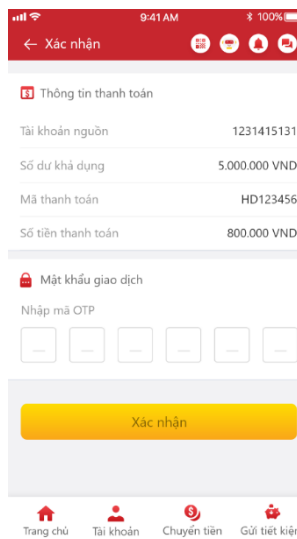 9:41 AM 100%
Xác nhận
Thông tin thanh toán
Tài khoản nguồn 1231415131
Số dư khả dụng 5.000.000 VND
Mã thanh toán HD123456
Số tiền thanh toán 800.000 VND
Mật khẩu giao dịch
Nhập mã OTP
Xác nhận
Trang chủ Tài khoản Chuyển tiền Gửi tiết kiệm